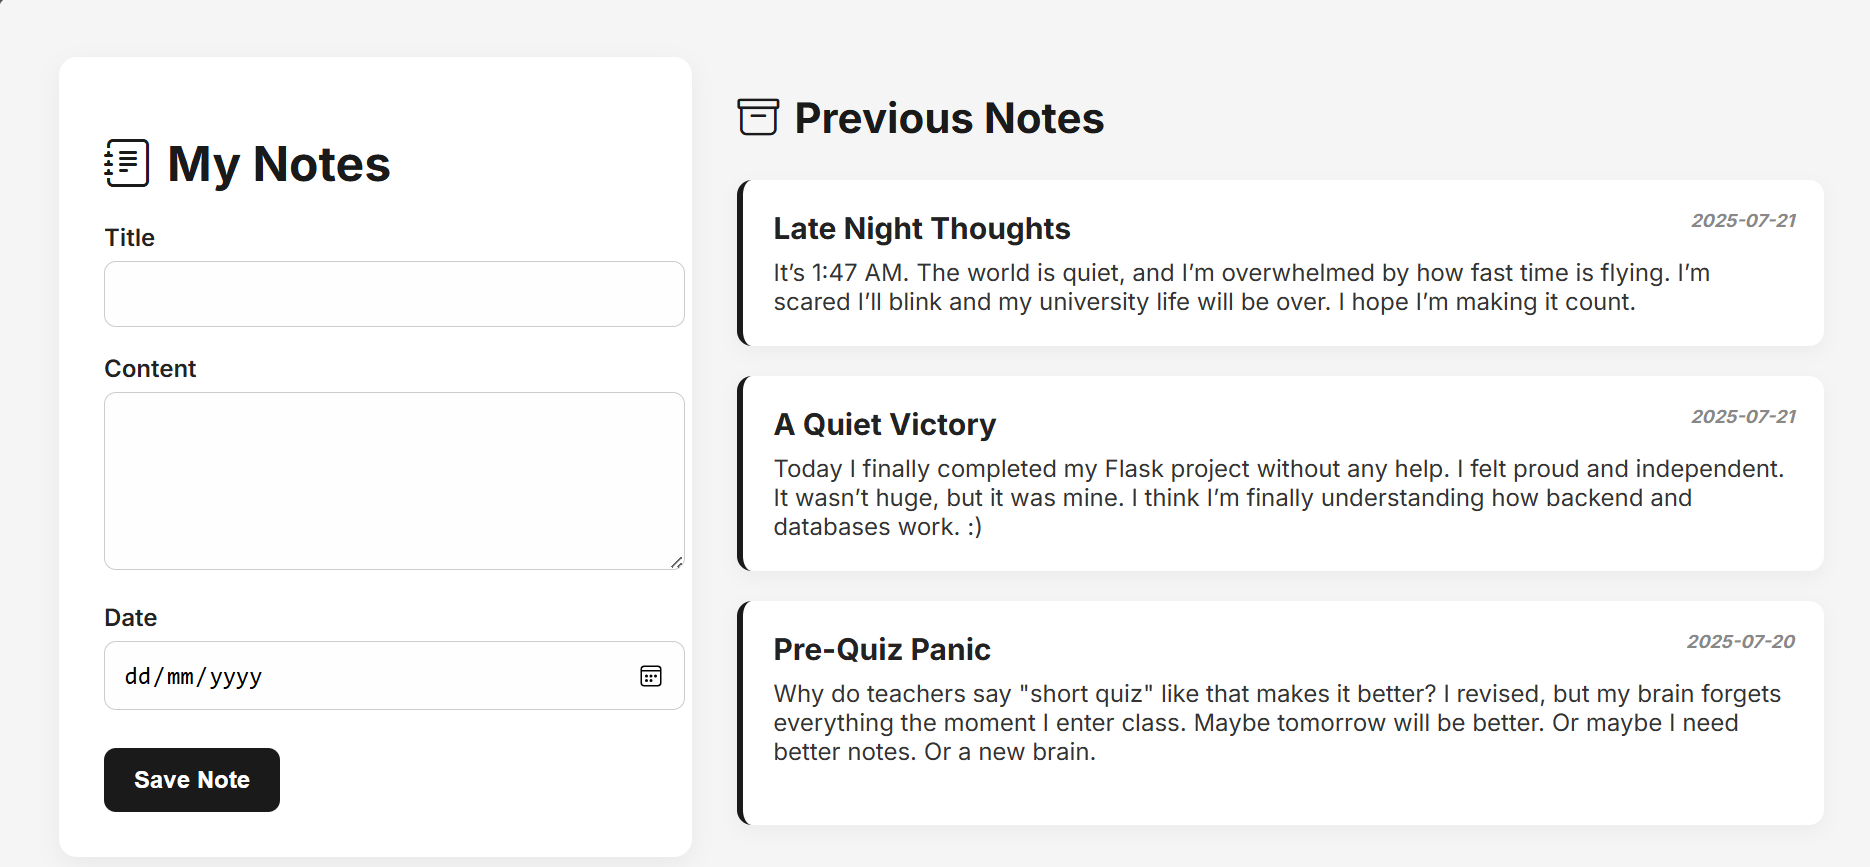 My Notes
Title
Content
Date
dd/mm/yyyy
Save Note
Previous Notes
Late Night Thoughts
2025-07-21
It’s 1:47 AM. The world is quiet, and I’m overwhelmed by how fast time is flying. I’m
scared I’ll blink and my university life will be over. I hope I’m making it count.
A Quiet Victory
2025-07-21
Today I finally completed my Flask project without any help. I felt proud and independent.
It wasn’t huge, but it was mine. I think I’m finally understanding how backend and
databases work. :)
Pre-Quiz Panic
2025-07-20
Why do teachers say "short quiz" like that makes it better? I revised, but my brain forgets
everything the moment I enter class. Maybe tomorrow will be better. Or maybe I need
better notes. Or a new brain.